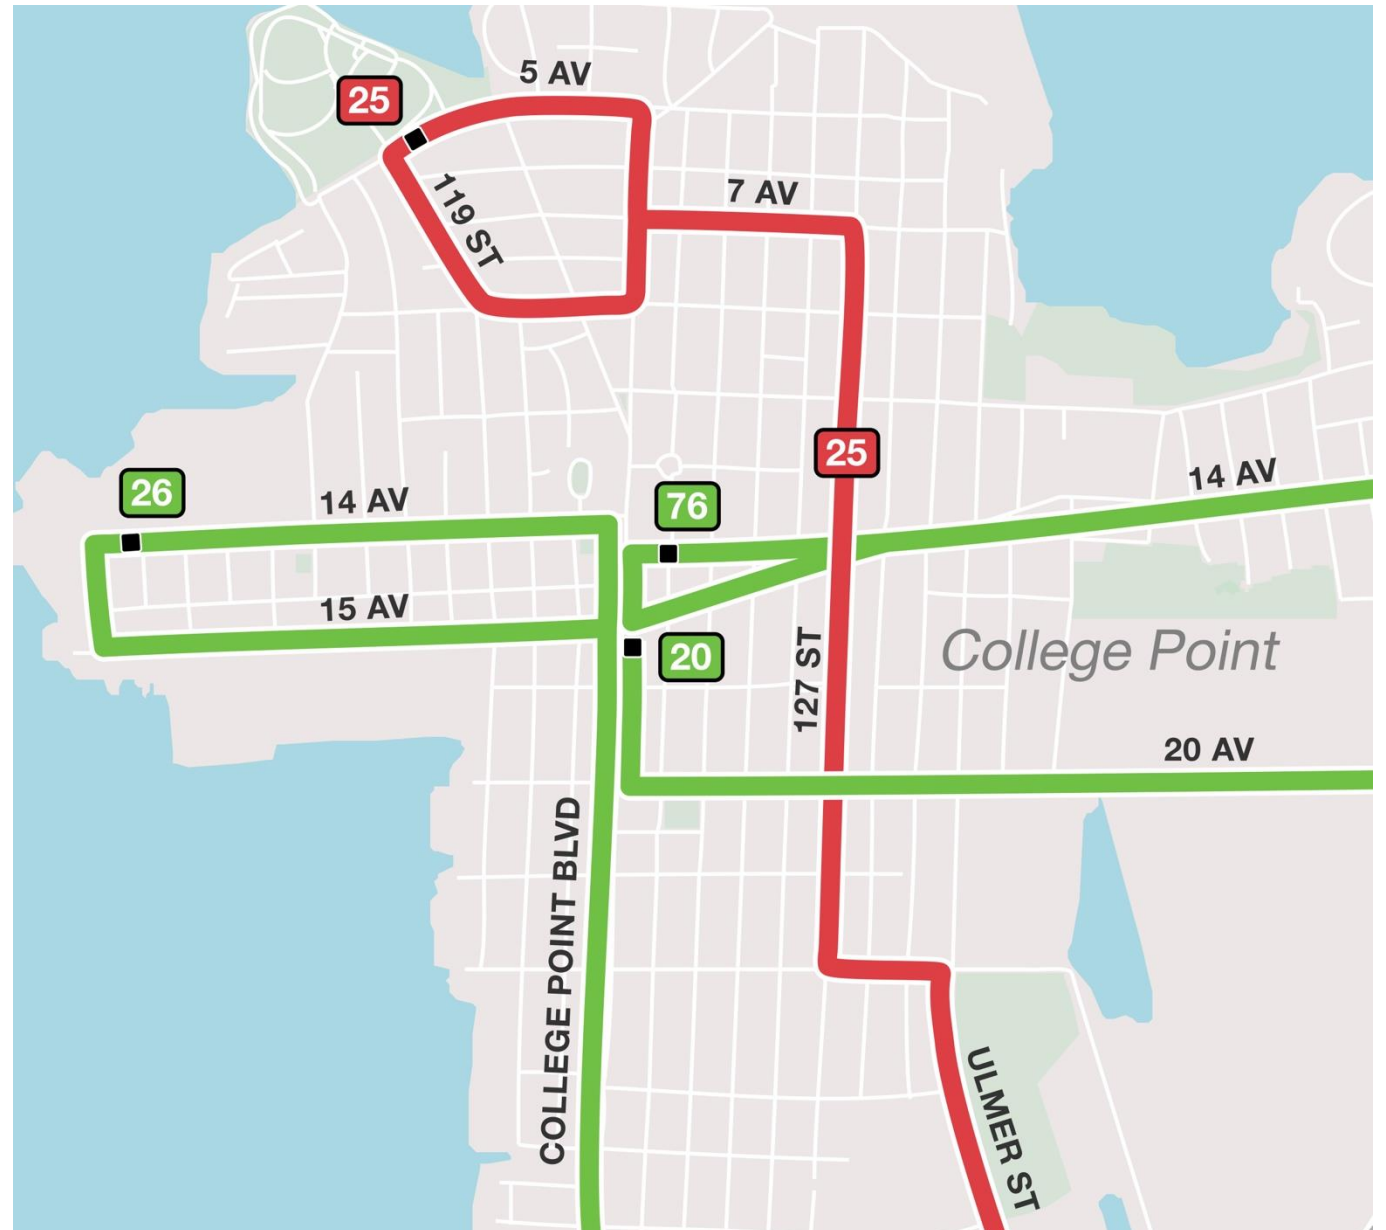 5 AV
25
119 ST
7 AV
25
14 AV
26
14 AV
76
15 AV
20
127 ST
College Point
20 AV
COLLEGE POINT BLVD
ULMER ST